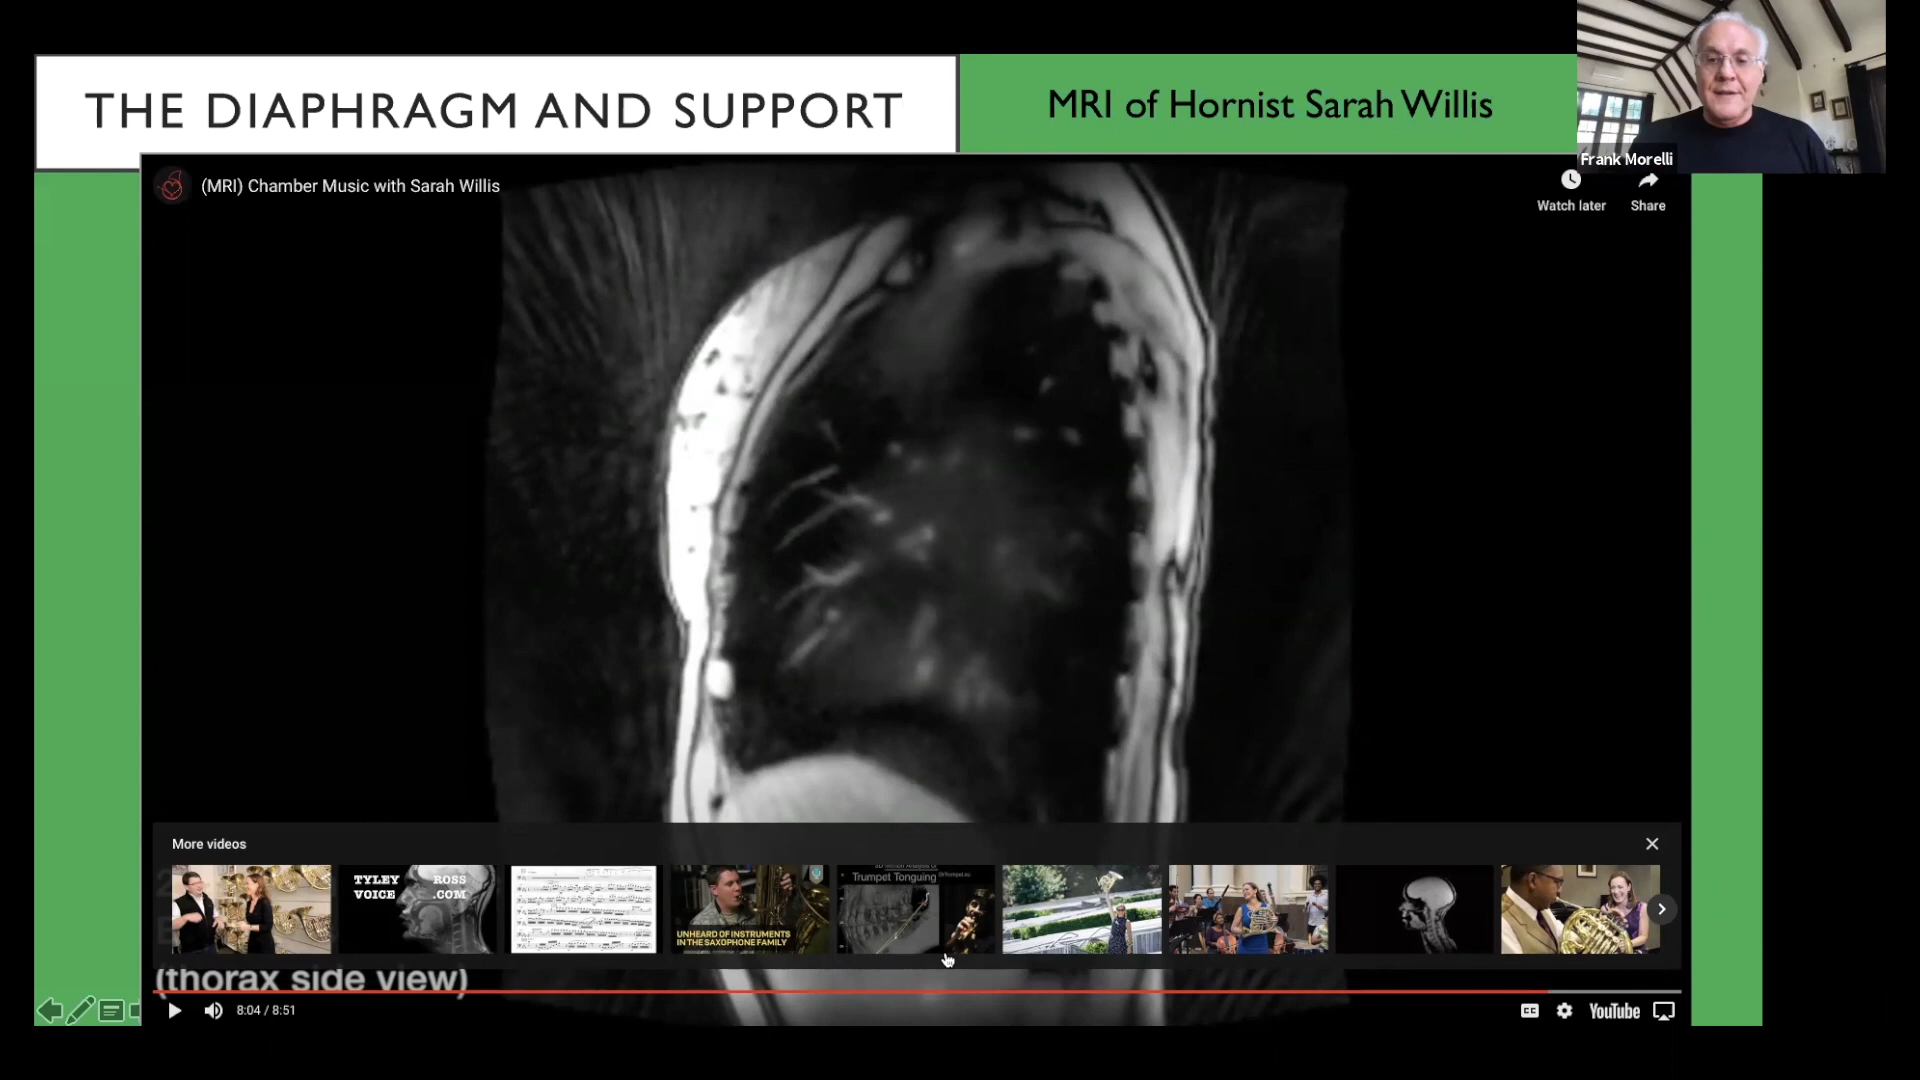 THE DIAPHRAGM AND SUPPORT
MRI of Hornist Sarah Willis
Frank Morelli
(MRI) Chamber Music with Sarah Willis
Watch later
Share
More videos
TYLEY ROSS
VOICE .COM
UNHEARD OF INSTRUMENTS
IN THE SAXOPHONE FAMILY
Trumpet Tonguing
(thorax side view)
8:04 / 8:51
CC
YouTube